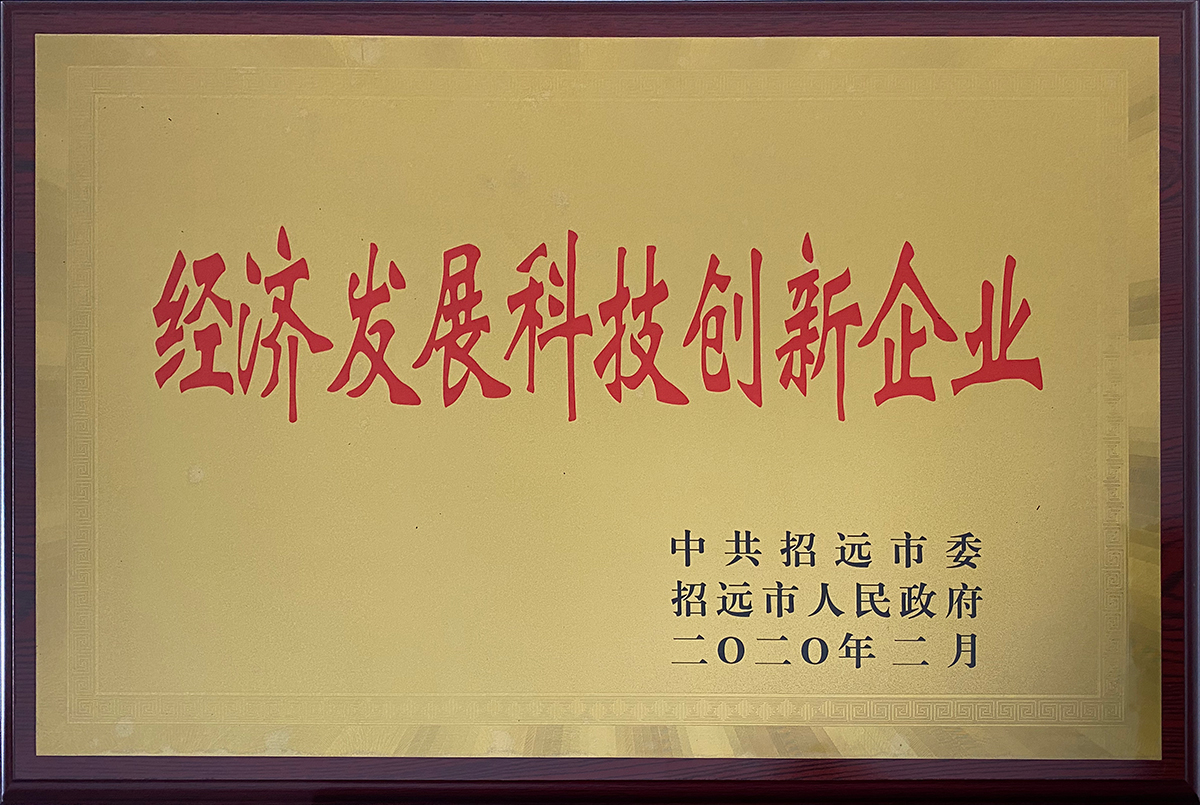 经济发展科技创新企业
中共招远市委
招远市人民政府
二〇二〇年二月